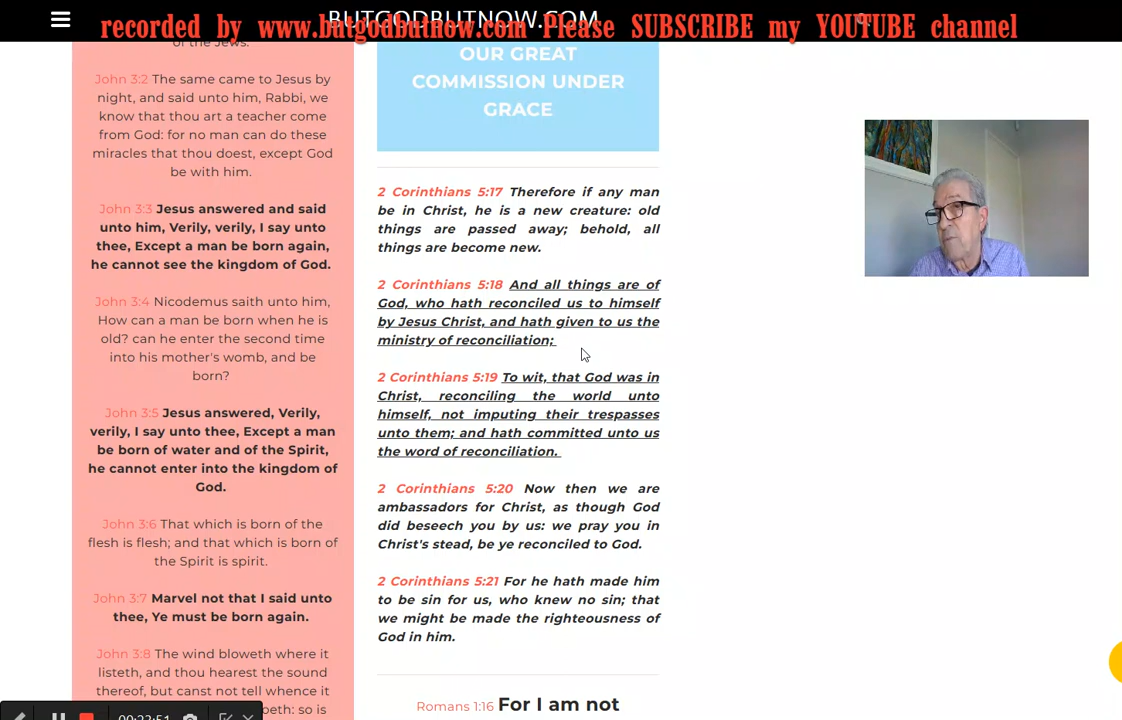 BUTGODBUTNOW.COM
recorded by www.butgodbutnow.com Please SUBSCRIBE my YOUTUBE channel
of the Jews.
John 3:2 The same came to Jesus by
night, and said unto him, Rabbi, we
know that thou art a teacher come
from God: for no man can do these
miracles that thou doest, except God
be with him.
John 3:3 Jesus answered and said
unto him, Verily, verily, I say unto
thee, Except a man be born again,
he cannot see the kingdom of God.
John 3:4 Nicodemus saith unto him,
How can a man be born when he is
old? can he enter the second time
into his mother's womb, and be
born?
John 3:5 Jesus answered, Verily,
verily, I say unto thee, Except a man
be born of water and of the Spirit,
he cannot enter into the kingdom of
God.
John 3:6 That which is born of the
flesh is flesh; and that which is born of
the Spirit is spirit.
John 3:7 Marvel not that I said unto
thee, Ye must be born again.
John 3:8 The wind bloweth where it
listeth, and thou hearest the sound
thereof, but canst not tell whence it
beth: so is
00:23:51
OUR GREAT
COMMISSION UNDER
GRACE
2 Corinthians 5:17 Therefore if any man
be in Christ, he is a new creature: old
things are passed away; behold, all
things are become new.
2 Corinthians 5:18 And all things are of
God, who hath reconciled us to himself
by Jesus Christ, and hath given to us the
ministry of reconciliation;
2 Corinthians 5:19 To wit, that God was in
Christ, reconciling the world unto
himself, not imputing their trespasses
unto them; and hath committed unto us
the word of reconciliation.
2 Corinthians 5:20 Now then we are
ambassadors for Christ, as though God
did beseech you by us: we pray you in
Christ's stead, be ye reconciled to God.
2 Corinthians 5:21 For he hath made him
to be sin for us, who knew no sin; that
we might be made the righteousness of
God in him.
Romans 1:16 For I am not